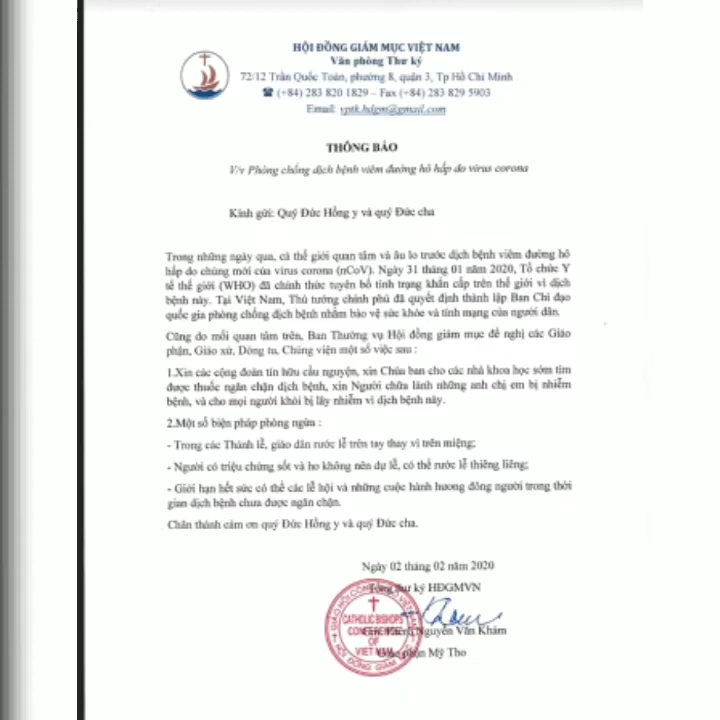 HỘI ĐỒNG GIÁM MỤC VIỆT NAM
Văn phòng Thư ký
72/12 Trần Quốc Toản, phường 8, quận 3, Tp Hồ Chí Minh
☎ (+84) 283 820 1829 – Fax (+84) 283 829 5903
Email: vptk.hdgm@gmail.com
THÔNG BÁO
V/v Phòng chống dịch bệnh viêm đường hô hấp do virus corona
Kính gửi: Quý Đức Hồng y và quý Đức cha
Trong những ngày qua, cả thế giới quan tâm và âu lo trước dịch bệnh viêm đường hô
hấp do chủng mới của virus corona (nCoV). Ngày 31 tháng 01 năm 2020, Tổ chức Y
tế thế giới (WHO) đã chính thức tuyên bố tình trạng khẩn cấp trên thế giới vì dịch
bệnh này. Tại Việt Nam, Thủ tướng chính phủ đã quyết định thành lập Ban Chỉ đạo
quốc gia phòng chống dịch bệnh nhằm bảo vệ sức khỏe và tính mạng của người dân.
Cũng do mối quan tâm trên, Ban Thường vụ Hội đồng giám mục đề nghị các Giáo
phận, Giáo xứ, Dòng tu, Chủng viện một số việc sau :
1.Xin các cộng đoàn tín hữu cầu nguyện, xin Chúa ban cho các nhà khoa học sớm tìm
được thuốc ngăn chặn dịch bệnh, xin Người chữa lành những anh chị em bị nhiễm
bệnh, và cho mọi người khỏi bị lây nhiễm vì dịch bệnh này.
2.Một số biện pháp phòng ngừa :
- Trong các Thánh lễ, giáo dân rước lễ trên tay thay vì trên miệng;
- Người có triệu chứng sốt và ho không nên dự lễ, có thể rước lễ thiêng liêng;
- Giới hạn hết sức có thể các lễ hội và những cuộc hành hương đông người trong thời
gian dịch bệnh chưa được ngăn chặn.
Chân thành cảm ơn quý Đức Hồng y và quý Đức cha.
Ngày 02 tháng 02 năm 2020
Tổng thư ký HĐGMVN
CATHOLIC BISHOPS
CONFERENCE
OF
VIET NAM
Nguyễn Văn Khảm
Giáo phận Mỹ Tho